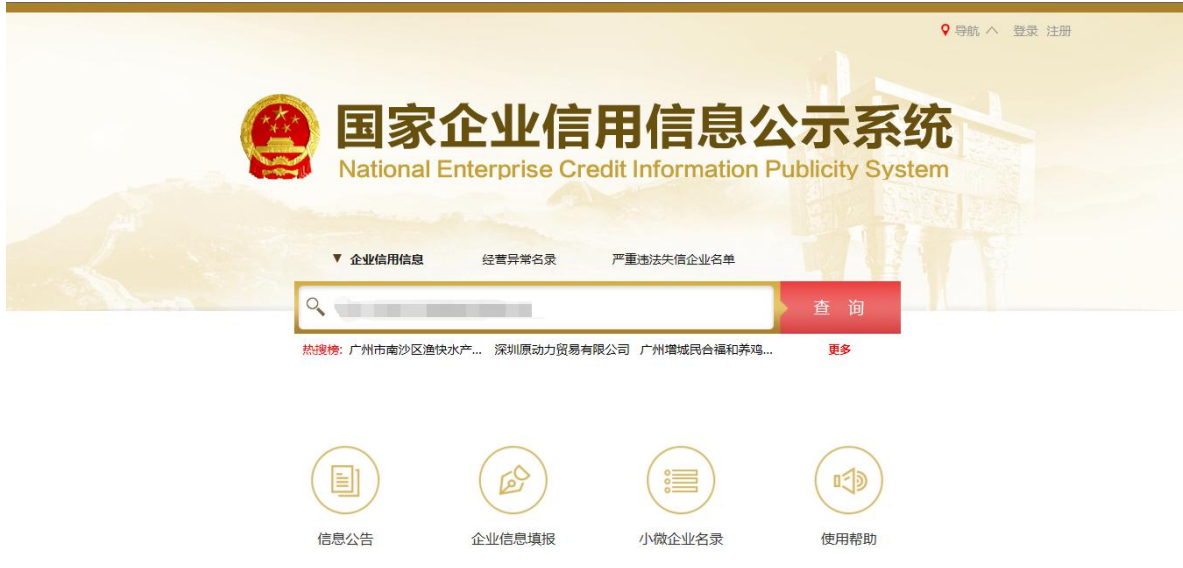 导航 登录 注册
国家企业信用信息公示系统
National Enterprise Credit Information Publicity System
▼ 企业信用信息 经营异常名录 严重违法失信企业名单
查 询
热搜榜: 广州市南沙区渔快水产... 深圳原动力贸易有限公司 广州增城民合福和养鸡... 更多
信息公告 企业信息填报 小微企业名录 使用帮助